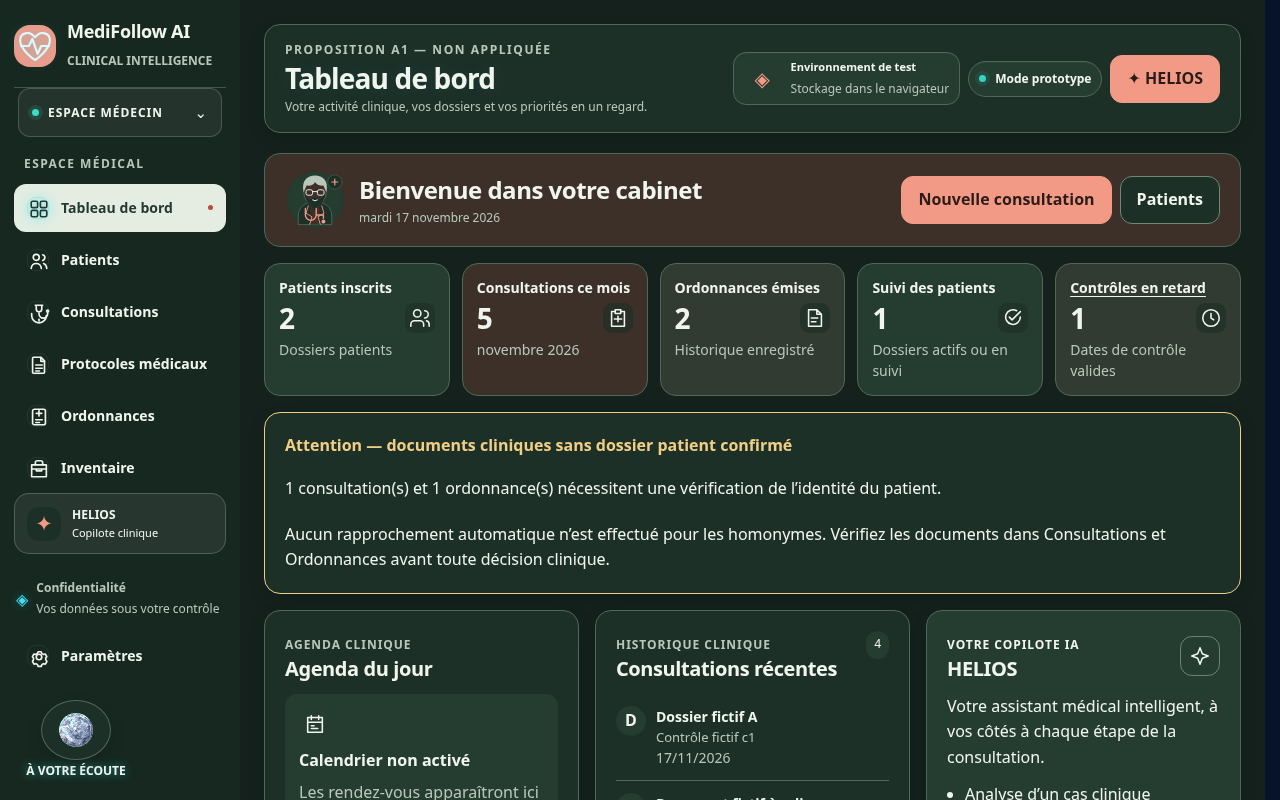 MediFollow AI
CLINICAL INTELLIGENCE
ESPACE MÉDECIN
ESPACE MÉDICAL
Tableau de bord
Patients
Consultations
Protocoles médicaux
Ordonnances
Inventaire
HELIOS
Copilote clinique
Confidentialité
Vos données sous votre contrôle
Paramètres
À VOTRE ÉCOUTE
PROPOSITION A1 — NON APPLIQUÉE
Tableau de bord
Votre activité clinique, vos dossiers et vos priorités en un regard.
Environnement de test
Stockage dans le navigateur
Mode prototype
✦ HELIOS
Bienvenue dans votre cabinet
mardi 17 novembre 2026
Nouvelle consultation
Patients
Patients inscrits
2
Dossiers patients
Consultations ce mois
5
novembre 2026
Ordonnances émises
2
Historique enregistré
Suivi des patients
1
Dossiers actifs ou en
suivi
Contrôles en retard
1
Dates de contrôle
valides
Attention — documents cliniques sans dossier patient confirmé
1 consultation(s) et 1 ordonnance(s) nécessitent une vérification de l’identité du patient.
Aucun rapprochement automatique n’est effectué pour les homonymes. Vérifiez les documents dans Consultations et
Ordonnances avant toute décision clinique.
AGENDA CLINIQUE
Agenda du jour
Calendrier non activé
Les rendez-vous apparaîtront ici
HISTORIQUE CLINIQUE
4
Consultations récentes
D
Dossier fictif A
Contrôle fictif c1
17/11/2026
VOTRE COPILOTE IA
HELIOS
Votre assistant médical intelligent, à
vos côtés à chaque étape de la
consultation.
• Analyse d’un cas clinique